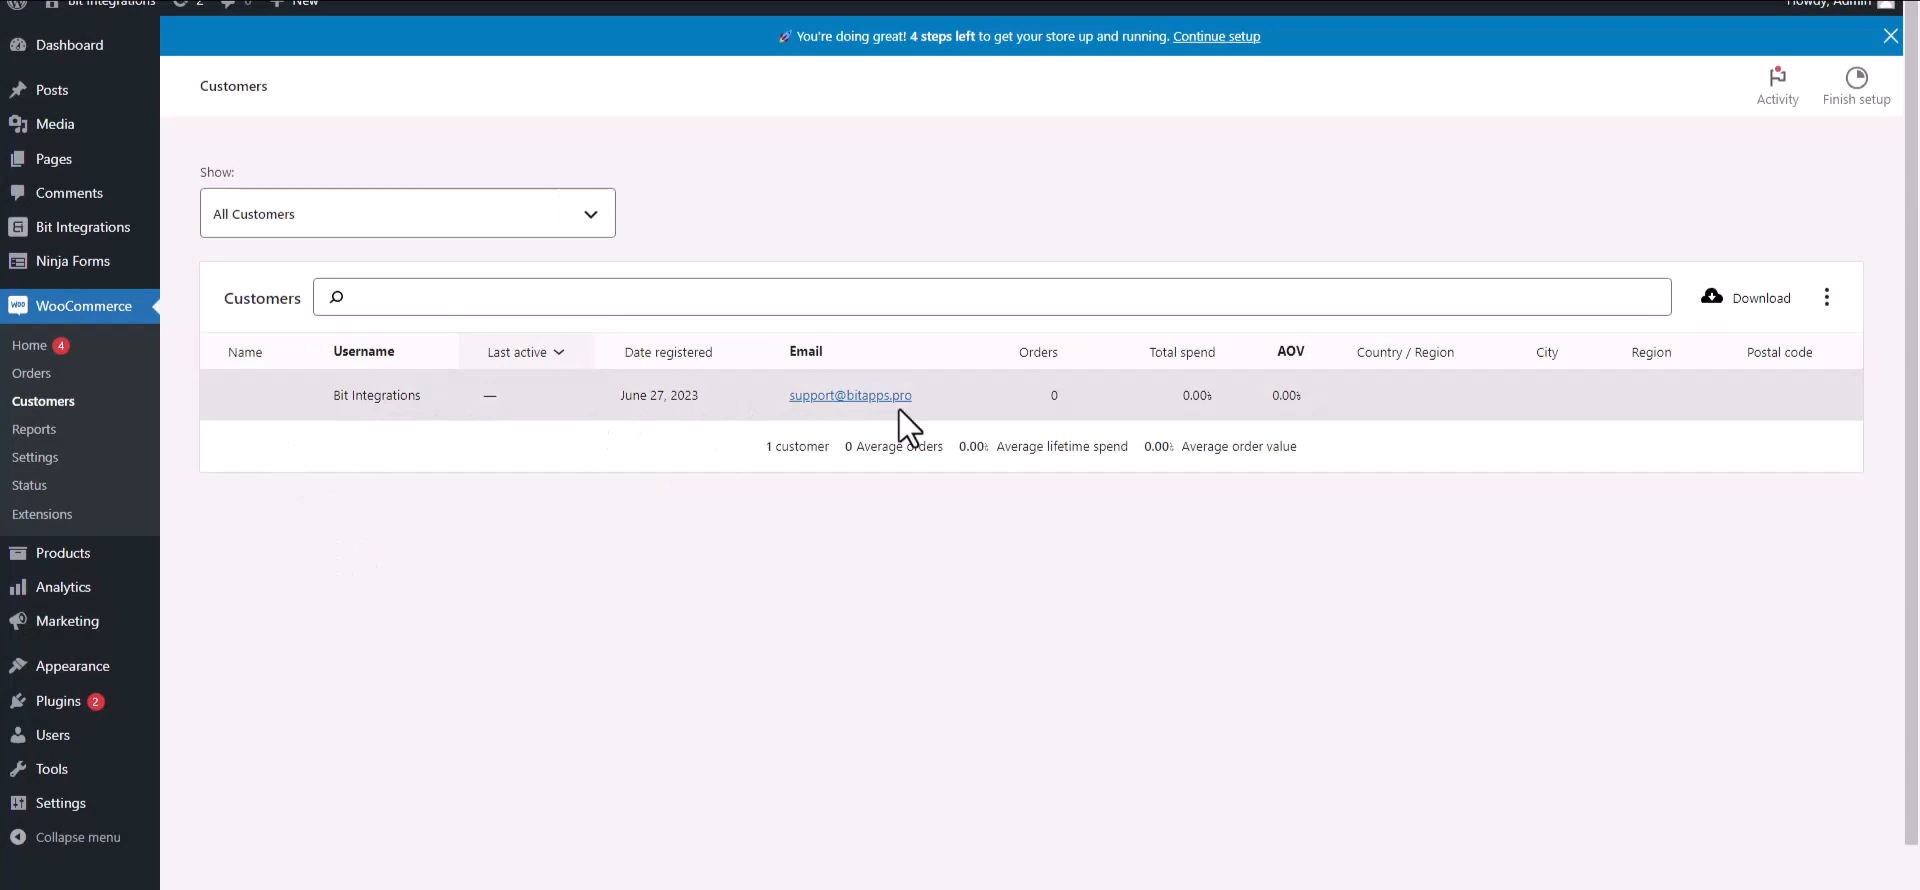 Bit Integrations 2 0 New Howdy, Admin
🚀 You're doing great! 4 steps left to get your store up and running. Continue setup
Dashboard
Posts
Media
Pages
Comments
Bit Integrations
Ninja Forms
WooCommerce
Home 4
Orders
Customers
Reports
Settings
Status
Extensions
Products
Analytics
Marketing
Appearance
Plugins 2
Users
Tools
Settings
Collapse menu
Customers
Activity
Finish setup
Show:
All Customers
Customers
Download
Name Username Last active Date registered Email Orders Total spend AOV Country / Region City Region Postal code
Bit Integrations — June 27, 2023 support@bitapps.pro 0 0.00৳ 0.00৳
1 customer 0 Average orders 0.00৳ Average lifetime spend 0.00৳ Average order value